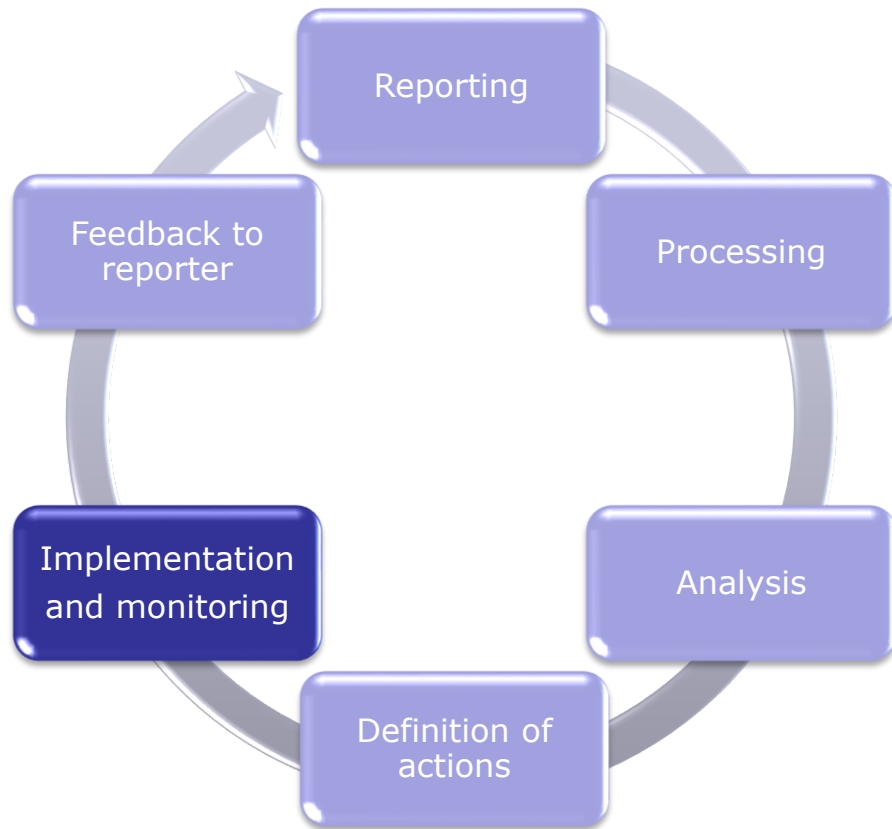 Reporting
Processing
Analysis
Definition of
actions
Implementation
and monitoring
Feedback to
reporter